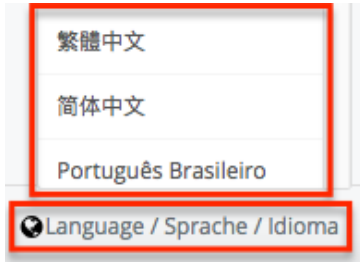 繁體中文
简体中文
Português Brasileiro
Language / Sprache / Idioma